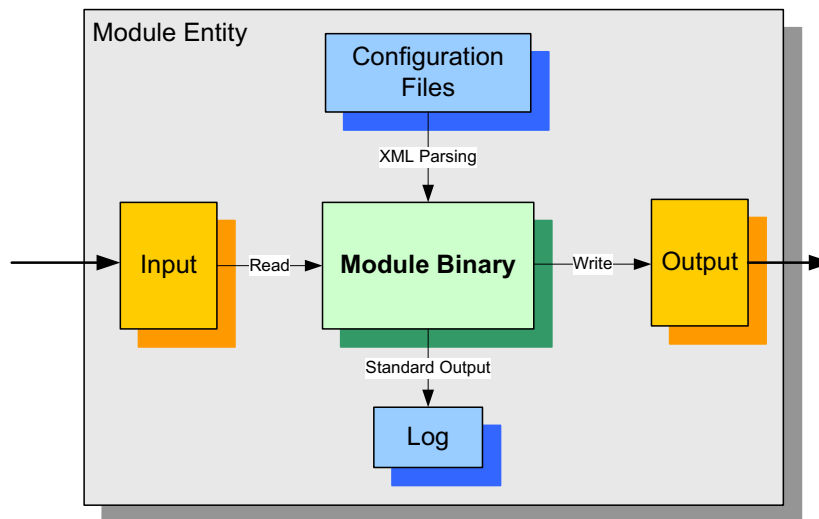 Module Entity
Configuration
Files
XML Parsing
Input
Read
Module Binary
Write
Output
Standard Output
Log